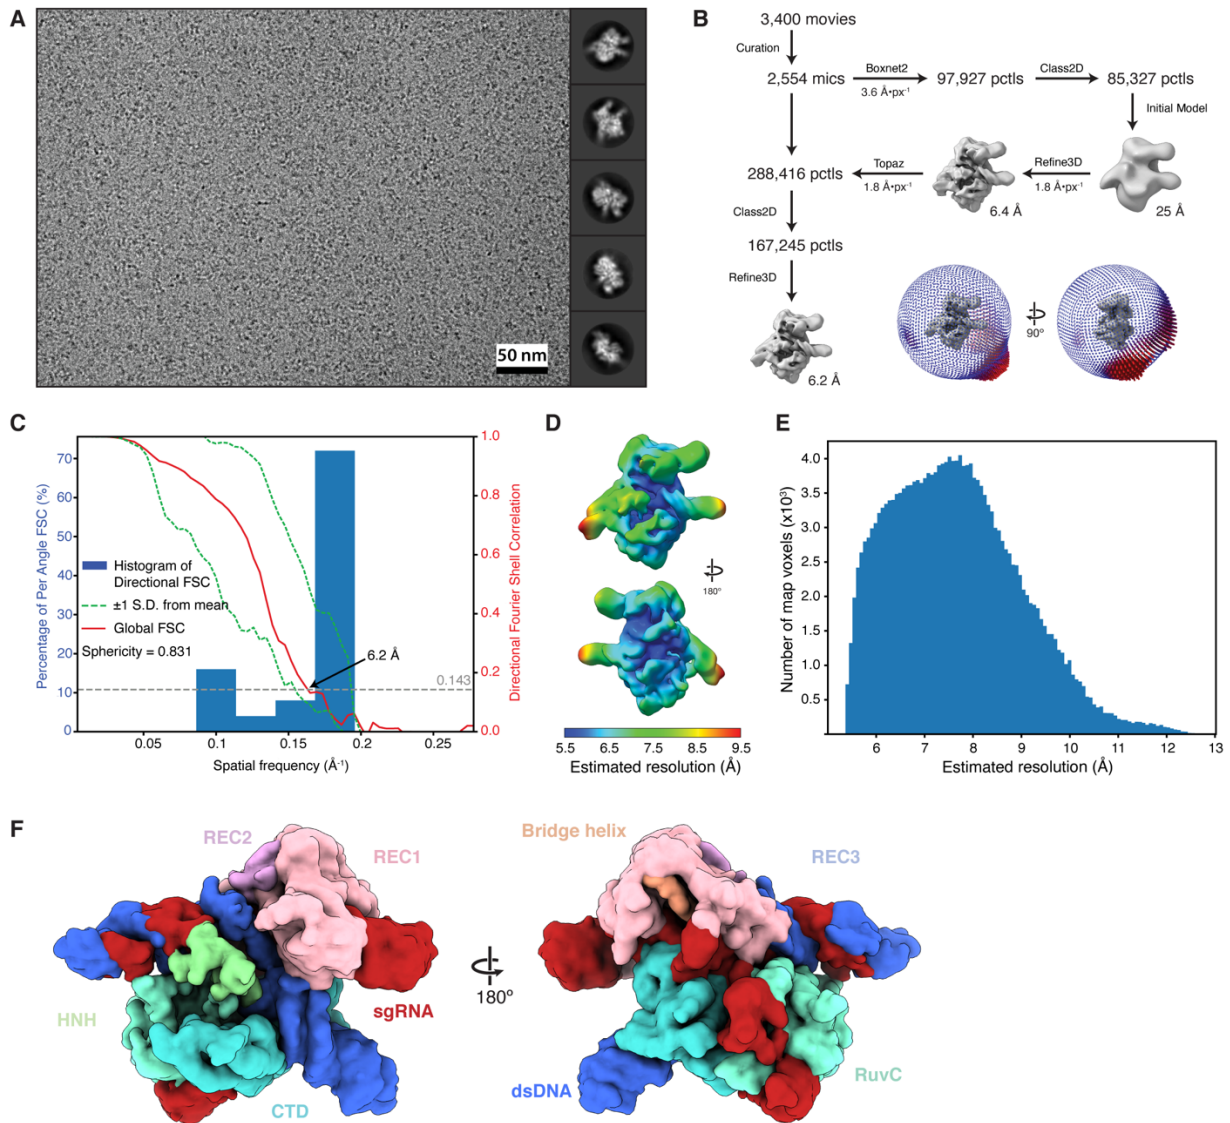 A
50 nm
B
3,400 movies
Curation
2,554 mics
Boxnet2
3.6 Å•px⁻¹
97,927 pctls
Class2D
85,327 pctls
Initial Model
25 Å
Refine3D
1.8 Å•px⁻¹
6.4 Å
Topaz
1.8 Å•px⁻¹
288,416 pctls
Class2D
167,245 pctls
Refine3D
6.2 Å
90º
C
Percentage of Per Angle FSC (%)
70
60
50
40
30
20
10
0
Histogram of
Directional FSC
±1 S.D. from mean
Global FSC
Sphericity = 0.831
6.2 Å
0.143
1.0
0.8
0.6
0.4
0.2
0.0
Directional Fourier Shell Correlation
0.05
0.1
0.15
0.2
0.25
Spatial frequency (Å⁻¹)
D
180º
5.5
6.5
7.5
8.5
9.5
Estimated resolution (Å)
E
Number of map voxels (x10³)
4.0
3.5
3.0
2.5
2.0
1.5
1.0
.5
6
7
8
9
10
11
12
13
Estimated resolution (Å)
F
REC2
REC1
HNH
sgRNA
CTD
180º
Bridge helix
REC3
dsDNA
RuvC